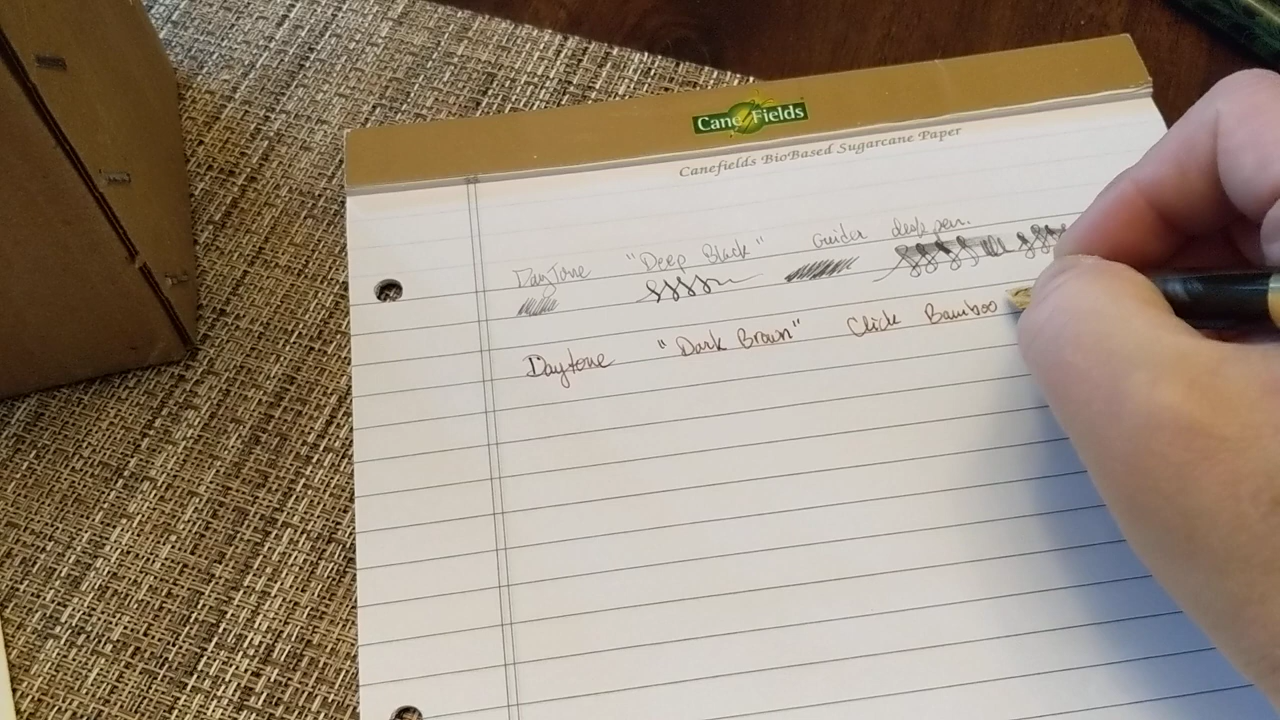 Cane Fields
Canefields BioBased Sugarcane Paper
DayTone "Deep Black" Guider desk pen.
Daytone "Dark Brown" Click Bamboo